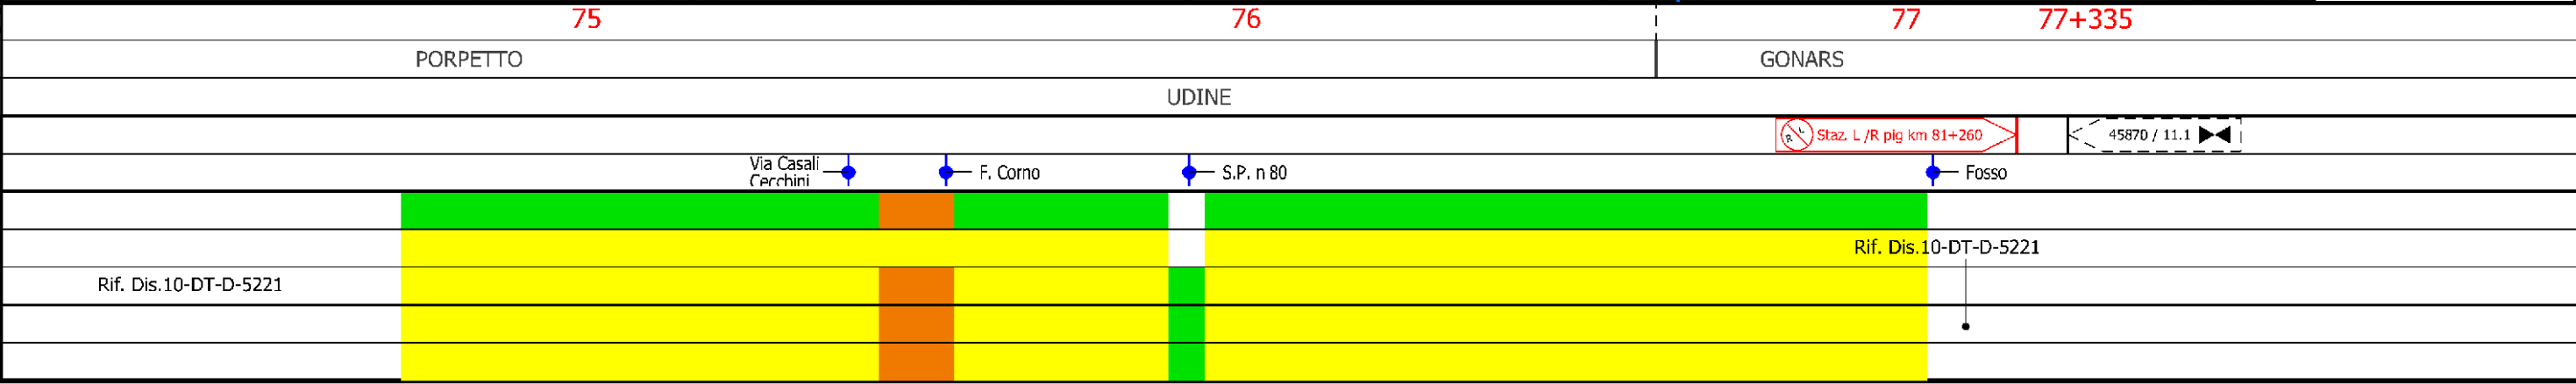 75 76 77 77+335
PORPETTO GONARS
UDINE
R L Staz. L /R pig km 81+260 45870 / 11.1
Via Casali
Cecchini F. Corno S.P. n 80 Fosso
Rif. Dis.10-DT-D-5221
Rif. Dis.10-DT-D-5221